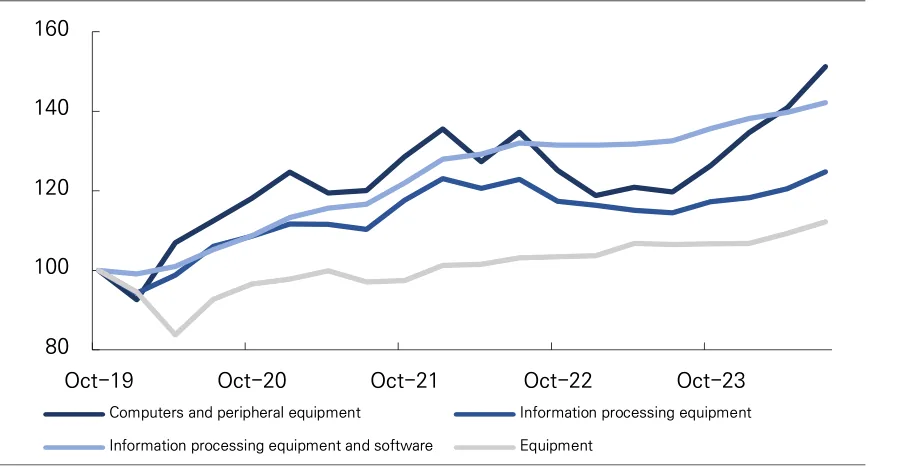 160
140
120
100
80
Oct–19 Oct–20 Oct–21 Oct–22 Oct–23
Computers and peripheral equipment Information processing equipment
Information processing equipment and software Equipment